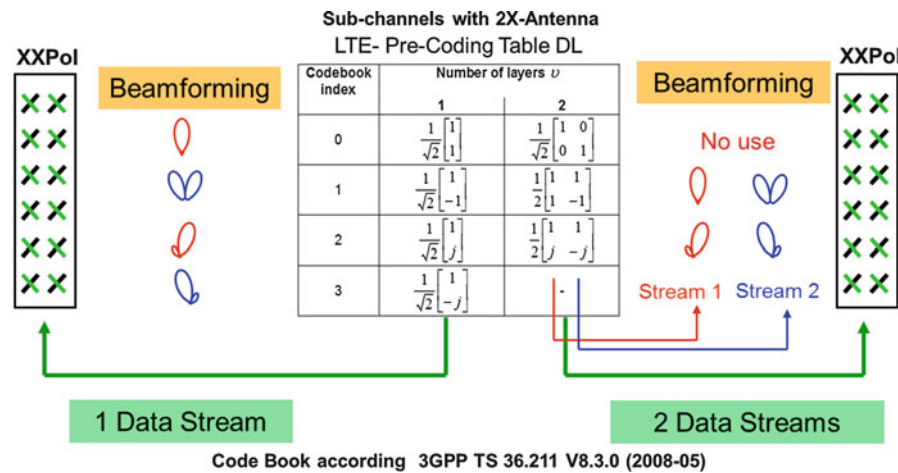 Sub-channels with 2X-Antenna
LTE- Pre-Coding Table DL
XXPol
XXPol
Beamforming
Beamforming
Codebook index
Number of layers υ
1 2
0 1/√2 [1 1] 1/√2 [1 0 0 1]
1 1/√2 [1 −1] 1/2 [1 1 1 −1]
2 1/√2 [1 j] 1/2 [1 1 j −j]
3 1/√2 [1 −j] -
No use
Stream 1 Stream 2
1 Data Stream
2 Data Streams
Code Book according 3GPP TS 36.211 V8.3.0 (2008-05)